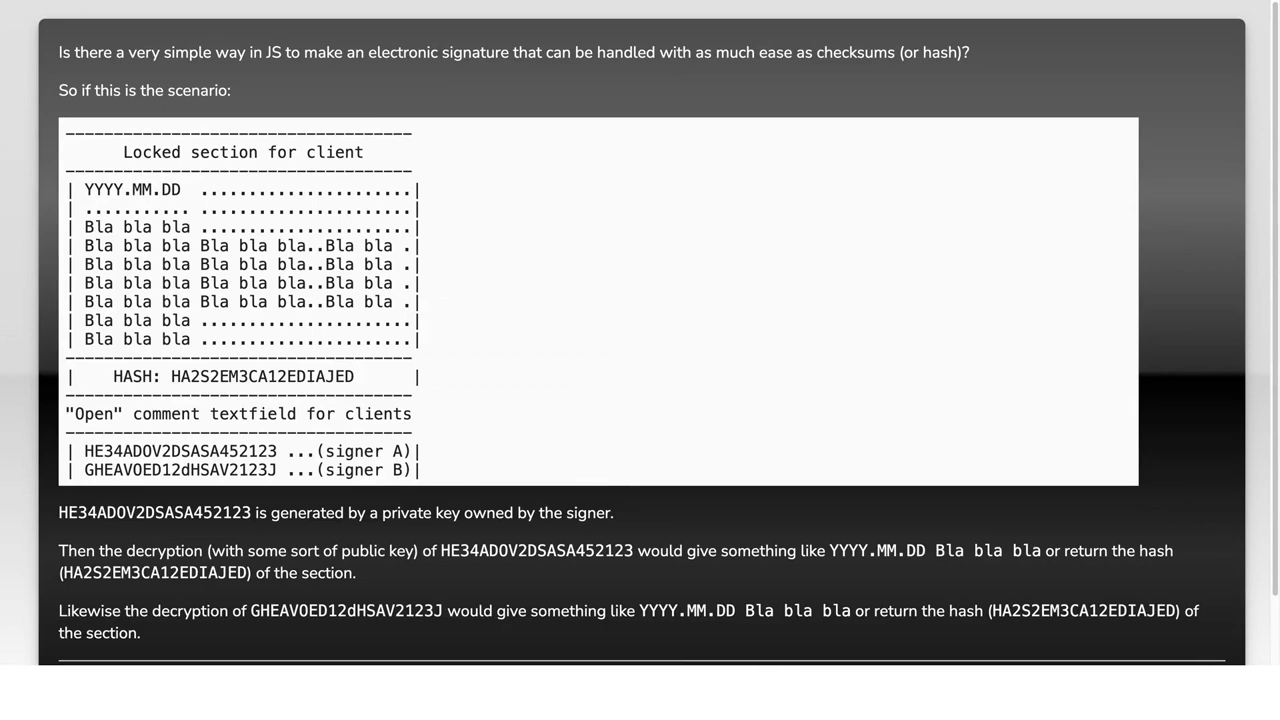 Is there a very simple way in JS to make an electronic signature that can be handled with as much ease as checksums (or hash)?
So if this is the scenario:
------------------------------------
      Locked section for client
------------------------------------
| YYYY.MM.DD  ......................|
| ........... ......................|
| Bla bla bla ......................|
| Bla bla bla Bla bla bla..Bla bla .|
| Bla bla bla Bla bla bla..Bla bla .|
| Bla bla bla Bla bla bla..Bla bla .|
| Bla bla bla Bla bla bla..Bla bla .|
| Bla bla bla ......................|
| Bla bla bla ......................|
------------------------------------
|    HASH: HA2S2EM3CA12EDIAJED      |
------------------------------------
"Open" comment textfield for clients
------------------------------------
| HE34ADOV2DSASA452123 ...(signer A)|
| GHEAVOED12dHSAV2123J ...(signer B)|
HE34ADOV2DSASA452123 is generated by a private key owned by the signer.
Then the decryption (with some sort of public key) of HE34ADOV2DSASA452123 would give something like YYYY.MM.DD Bla bla bla or return the hash
(HA2S2EM3CA12EDIAJED) of the section.
Likewise the decryption of GHEAVOED12dHSAV2123J would give something like YYYY.MM.DD Bla bla bla or return the hash (HA2S2EM3CA12EDIAJED) of
the section.